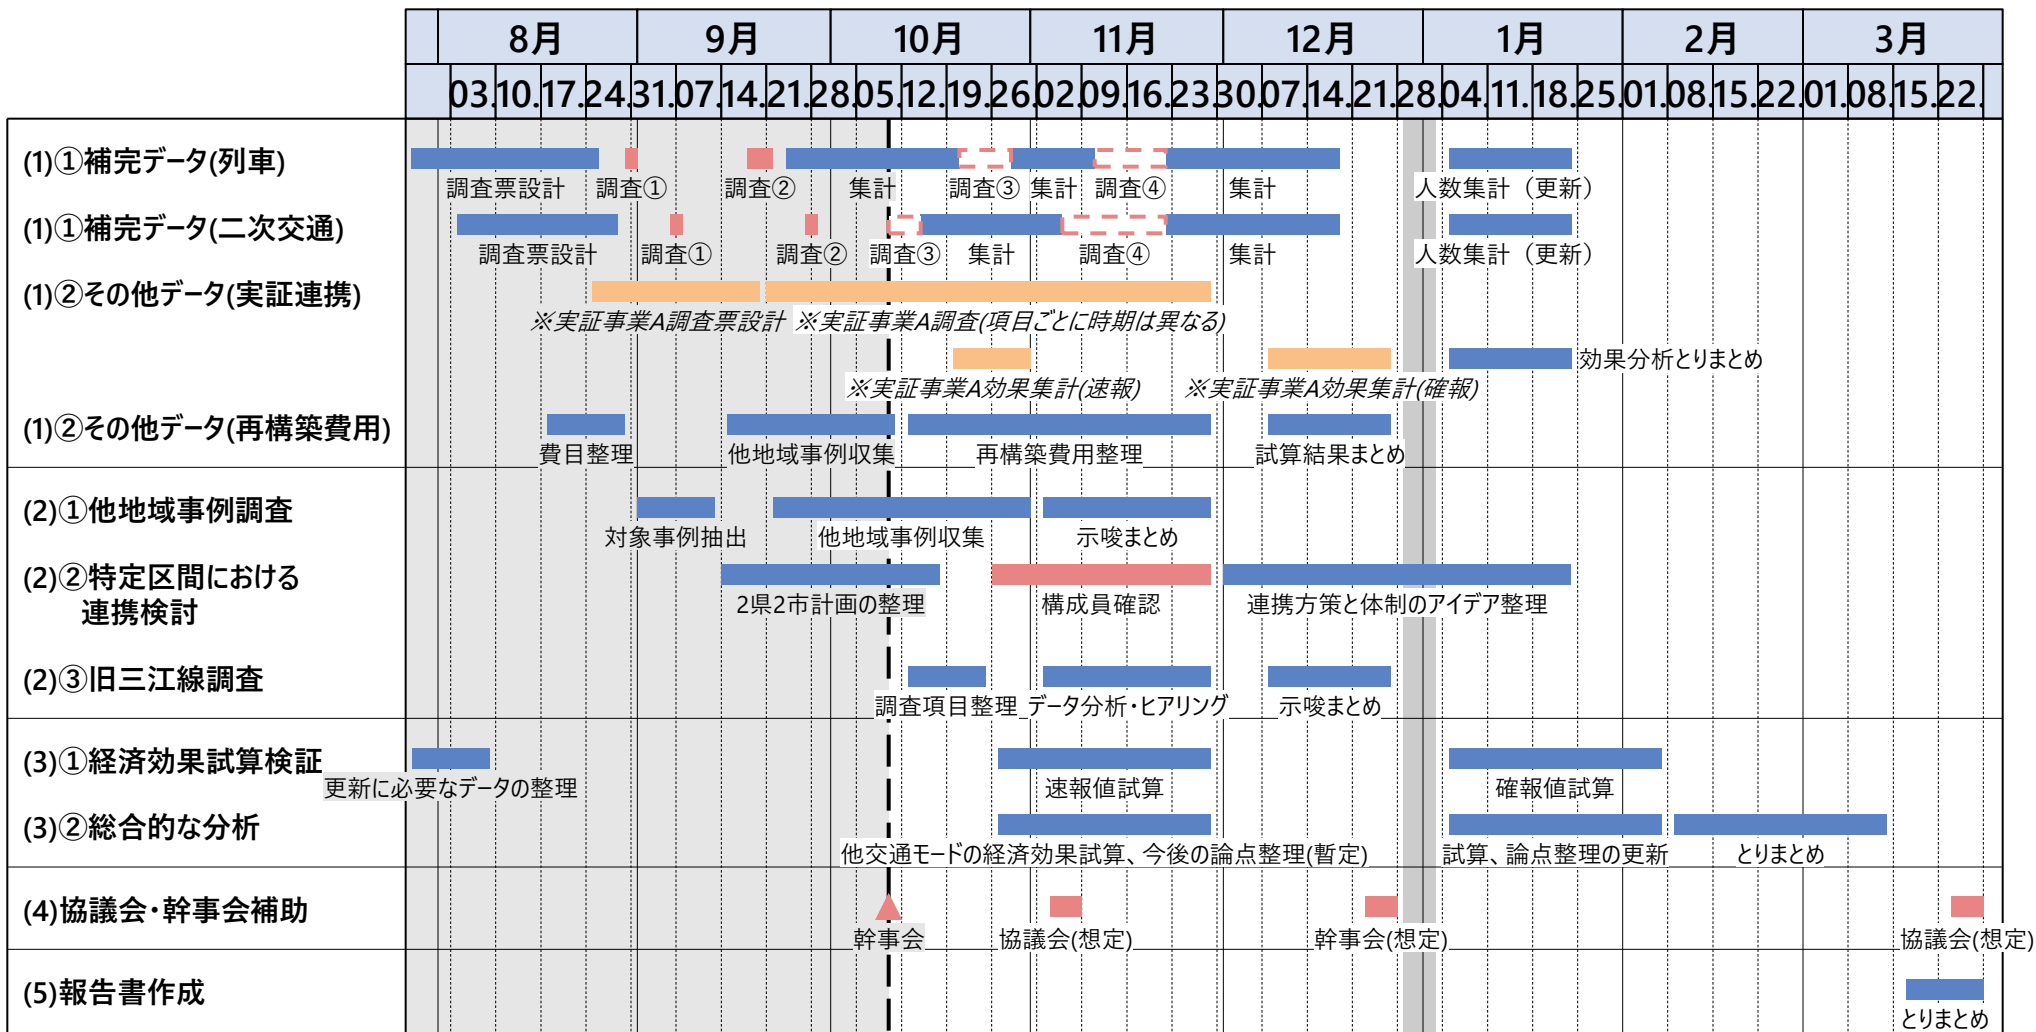 8月 9月 10月 11月 12月 1月 2月 3月
03. 10. 17. 24. 31. 07. 14. 21. 28. 05. 12. 19. 26. 02. 09. 16. 23. 30. 07. 14. 21. 28. 04. 11. 18. 25. 01. 08. 15. 22. 01. 08. 15. 22.
(1)①補完データ(列車)
調査票設計 調査① 調査② 集計 調査③ 集計 調査④ 集計 人数集計（更新）
(1)①補完データ(二次交通)
調査票設計 調査① 調査② 調査③ 集計 調査④ 集計 人数集計（更新）
(1)②その他データ(実証連携)
※実証事業A調査票設計 ※実証事業A調査(項目ごとに時期は異なる)
効果分析とりまとめ
※実証事業A効果集計(速報) ※実証事業A効果集計(確報)
(1)②その他データ(再構築費用)
費目整理 他地域事例収集 再構築費用整理 試算結果まとめ
(2)①他地域事例調査
対象事例抽出 他地域事例収集 示唆まとめ
(2)②特定区間における
連携検討
2県2市計画の整理 構成員確認 連携方策と体制のアイデア整理
(2)③旧三江線調査
調査項目整理 データ分析・ヒアリング 示唆まとめ
(3)①経済効果試算検証
更新に必要なデータの整理 速報値試算 確報値試算
(3)②総合的な分析
他交通モードの経済効果試算、今後の論点整理(暫定) 試算、論点整理の更新 とりまとめ
(4)協議会・幹事会補助
幹事会 協議会(想定) 幹事会(想定) 協議会(想定)
(5)報告書作成
とりまとめ